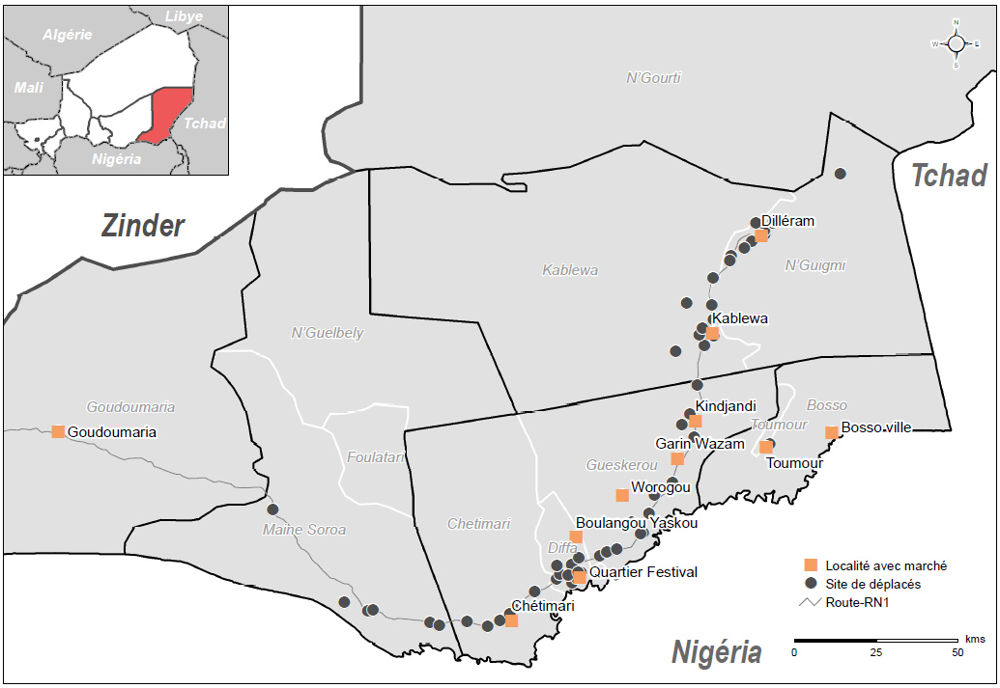 Libye
Algérie
Mali
Tchad
Nigéria
N
W E
S
N'Gourti
Tchad
Zinder
Dilléram
Kablewa
N'Guigmi
Kablewa
N'Guelbely
Goudoumaria
Goudoumaria
Kindjandi
Bosso
Toumour
Bosso ville
Garin Wazam
Foulatari
Gueskerou
Toumour
Worogou
Chetimari
Boulangou Yaskou
Maine Soroa
Diffa
Quartier Festival
Chétimari
Localité avec marché
Site de déplacés
Route-RN1
Nigéria
kms
0 25 50